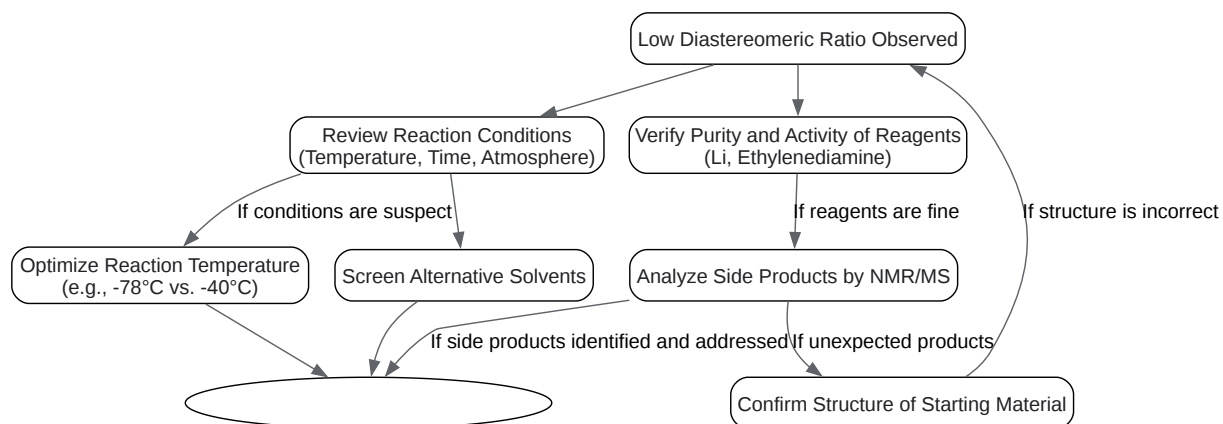 Low Diastereomeric Ratio Observed
Review Reaction Conditions
(Temperature, Time, Atmosphere)
Verify Purity and Activity of Reagents
(Li, Ethylenediamine)
If conditions are suspect
If reagents are fine
If structure is incorrect
Optimize Reaction Temperature
(e.g., -78°C vs. -40°C)
Screen Alternative Solvents
Analyze Side Products by NMR/MS
If side products identified and addressed
If unexpected products
Confirm Structure of Starting Material